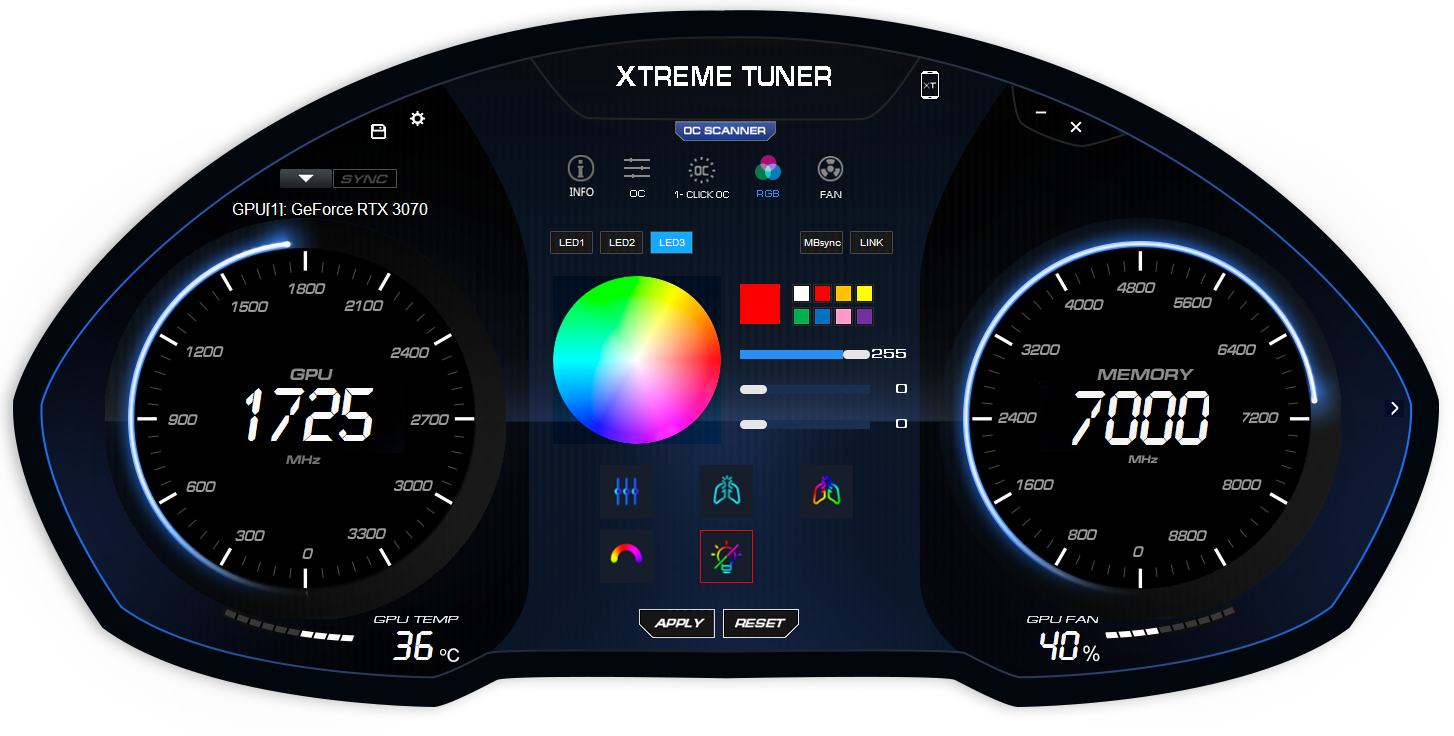 XTREME TUNER
XT
OC SCANNER
INFO
OC
OC
1- CLICK OC
RGB
FAN
SYNC
GPU[1]: GeForce RTX 3070
LED1
LED2
LED3
MBsync
LINK
0
300
600
900
1200
1500
1800
2100
2400
2700
3000
3300
GPU
1725
MHz
255
0
0
0
800
1600
2400
3200
4000
4800
5600
6400
7200
8000
8800
MEMORY
7000
MHz
APPLY
RESET
GPU TEMP
36 °C
GPU FAN
40 %